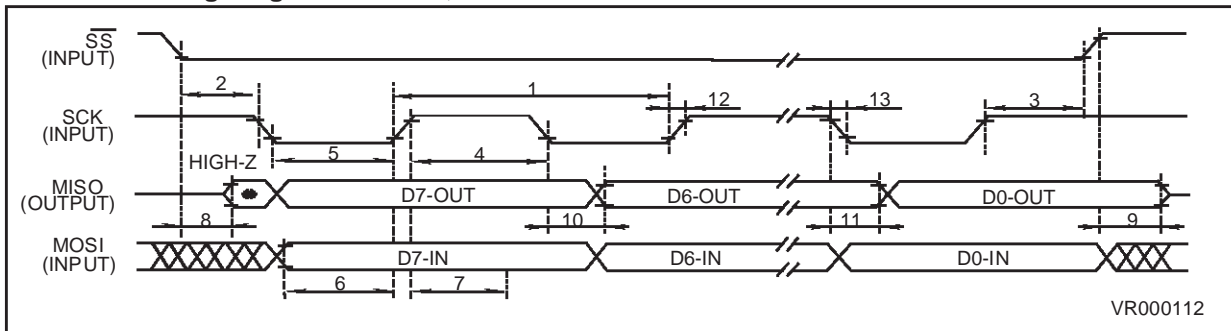 SS
(INPUT)
2
1
12
13
3
SCK
(INPUT)
5
4
HIGH-Z
MISO
(OUTPUT)
D7-OUT
D6-OUT
D0-OUT
8
10
11
9
MOSI
(INPUT)
D7-IN
D6-IN
D0-IN
6
7
VR000112